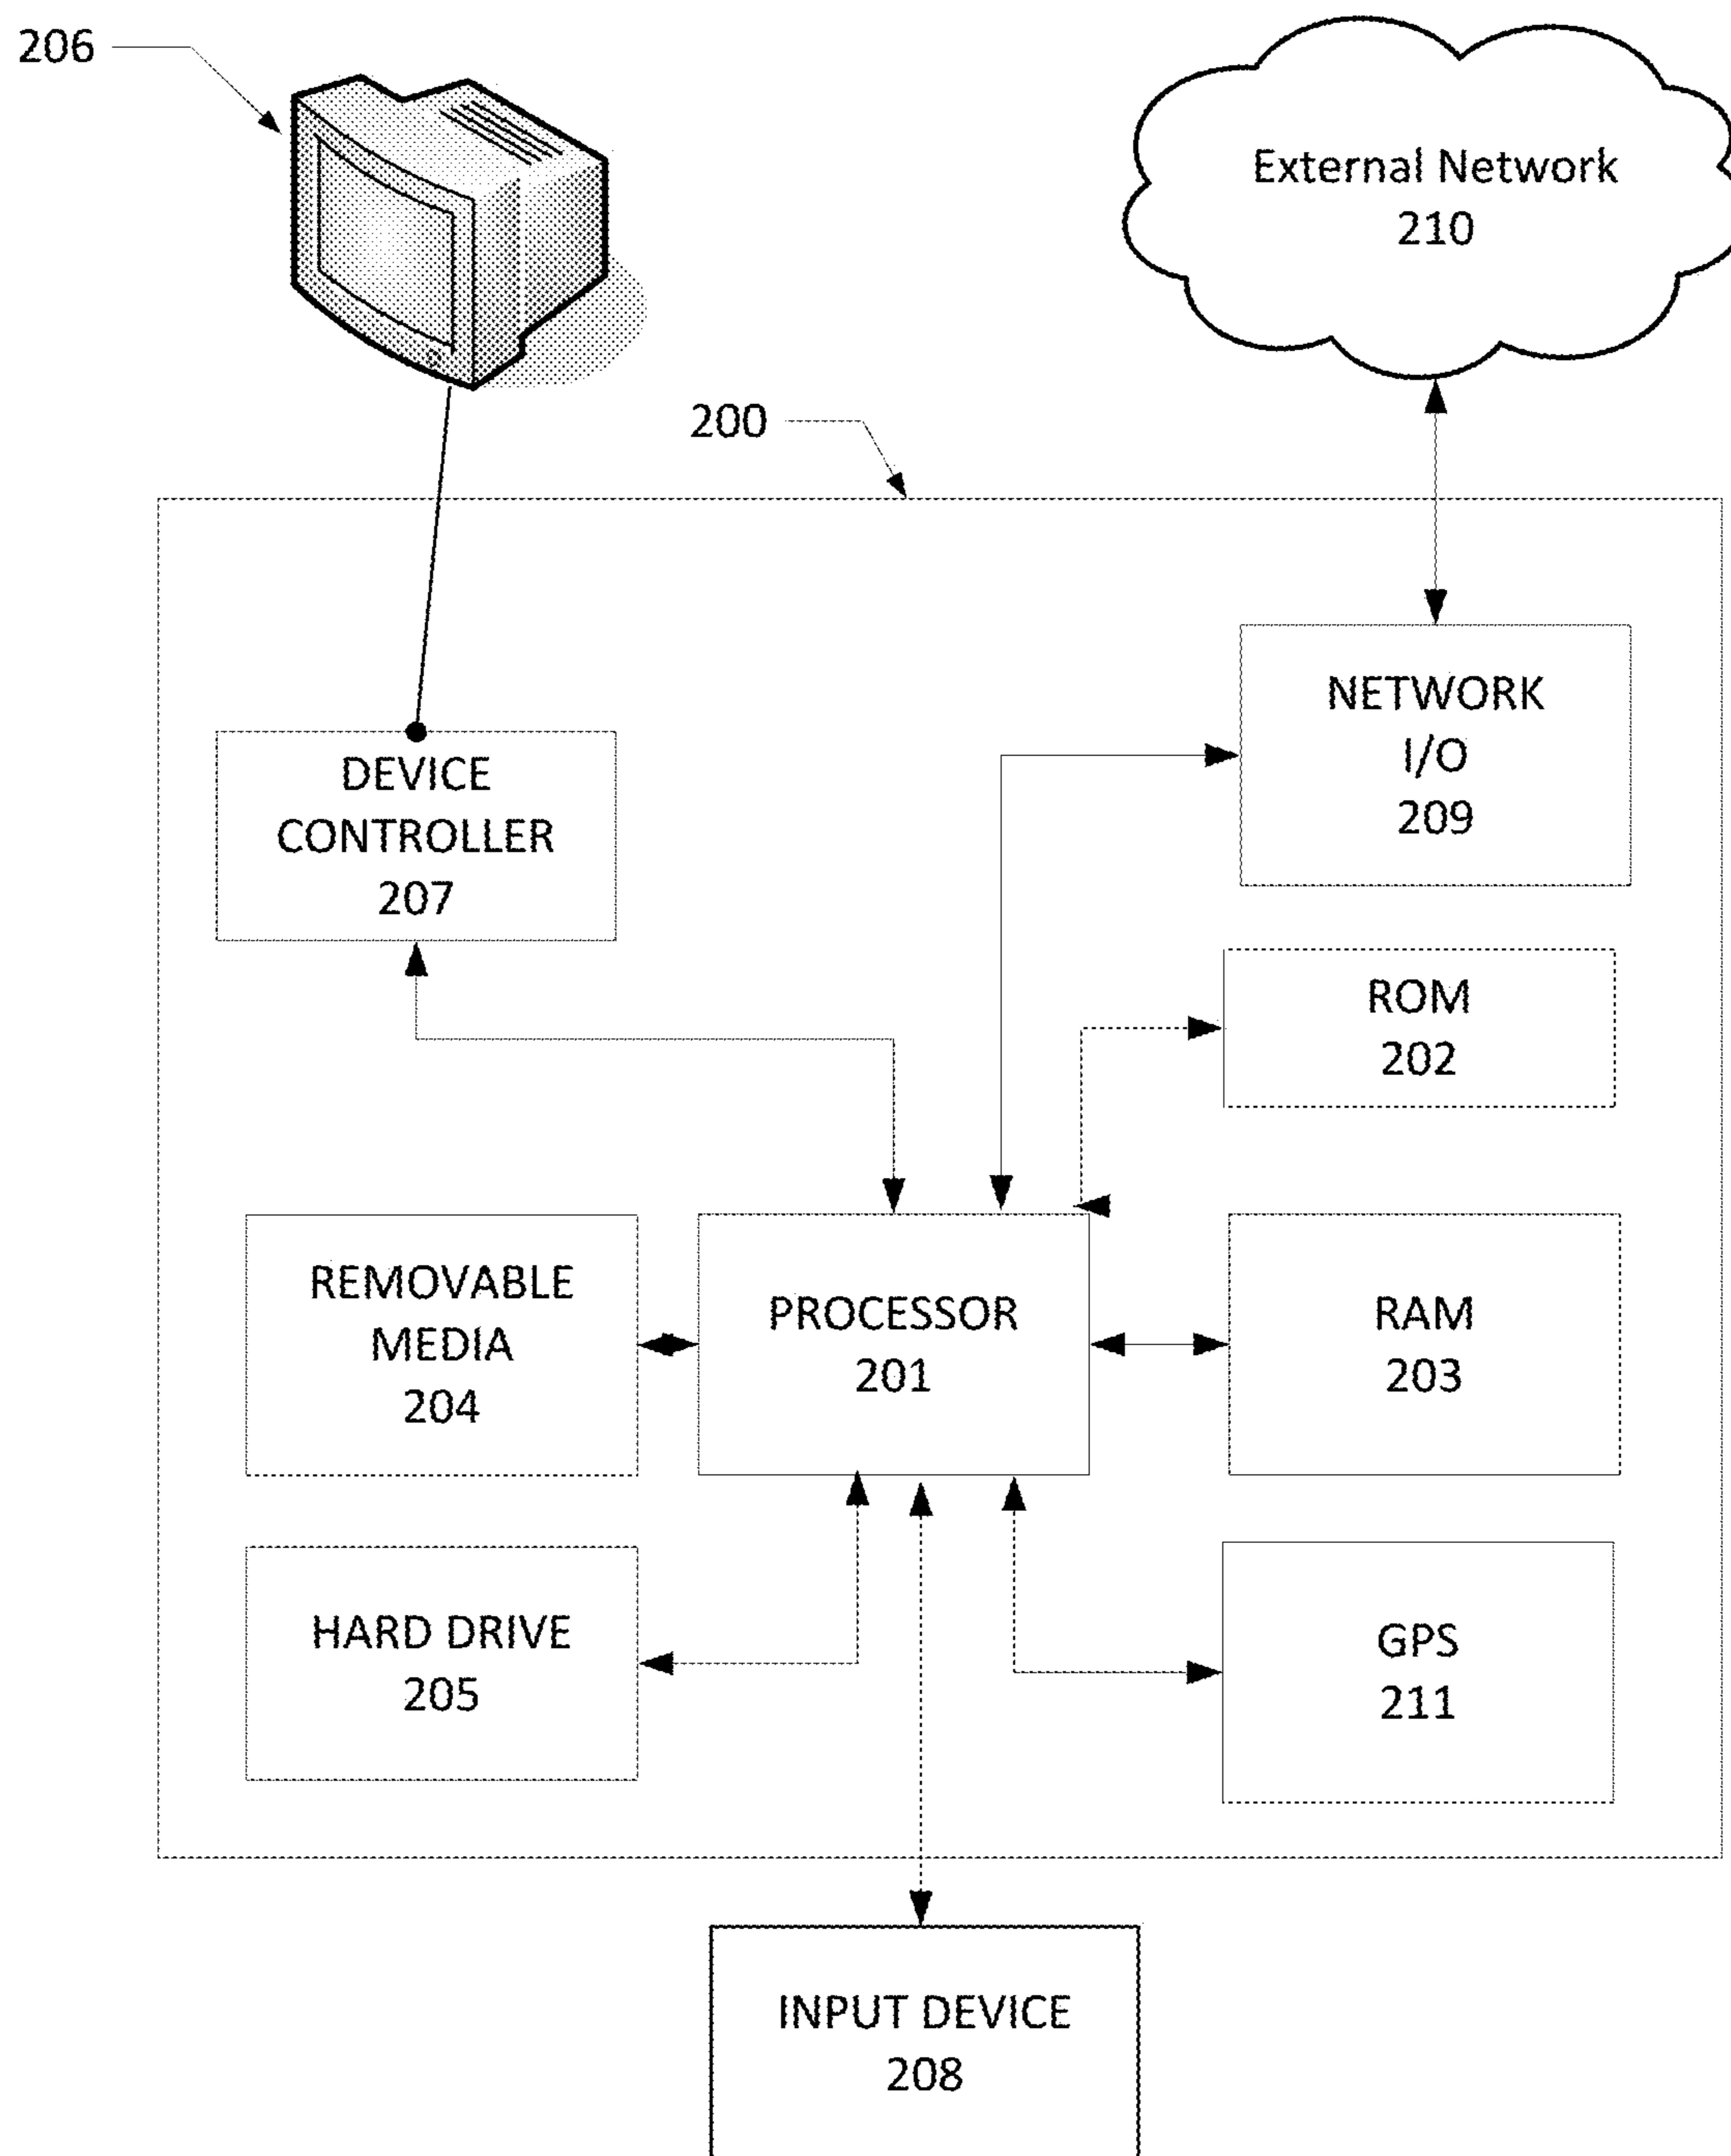 206
External Network
210
200
NETWORK
I/O
209
DEVICE
CONTROLLER
207
ROM
202
REMOVABLE
MEDIA
204
PROCESSOR
201
RAM
203
HARD DRIVE
205
GPS
211
INPUT DEVICE
208